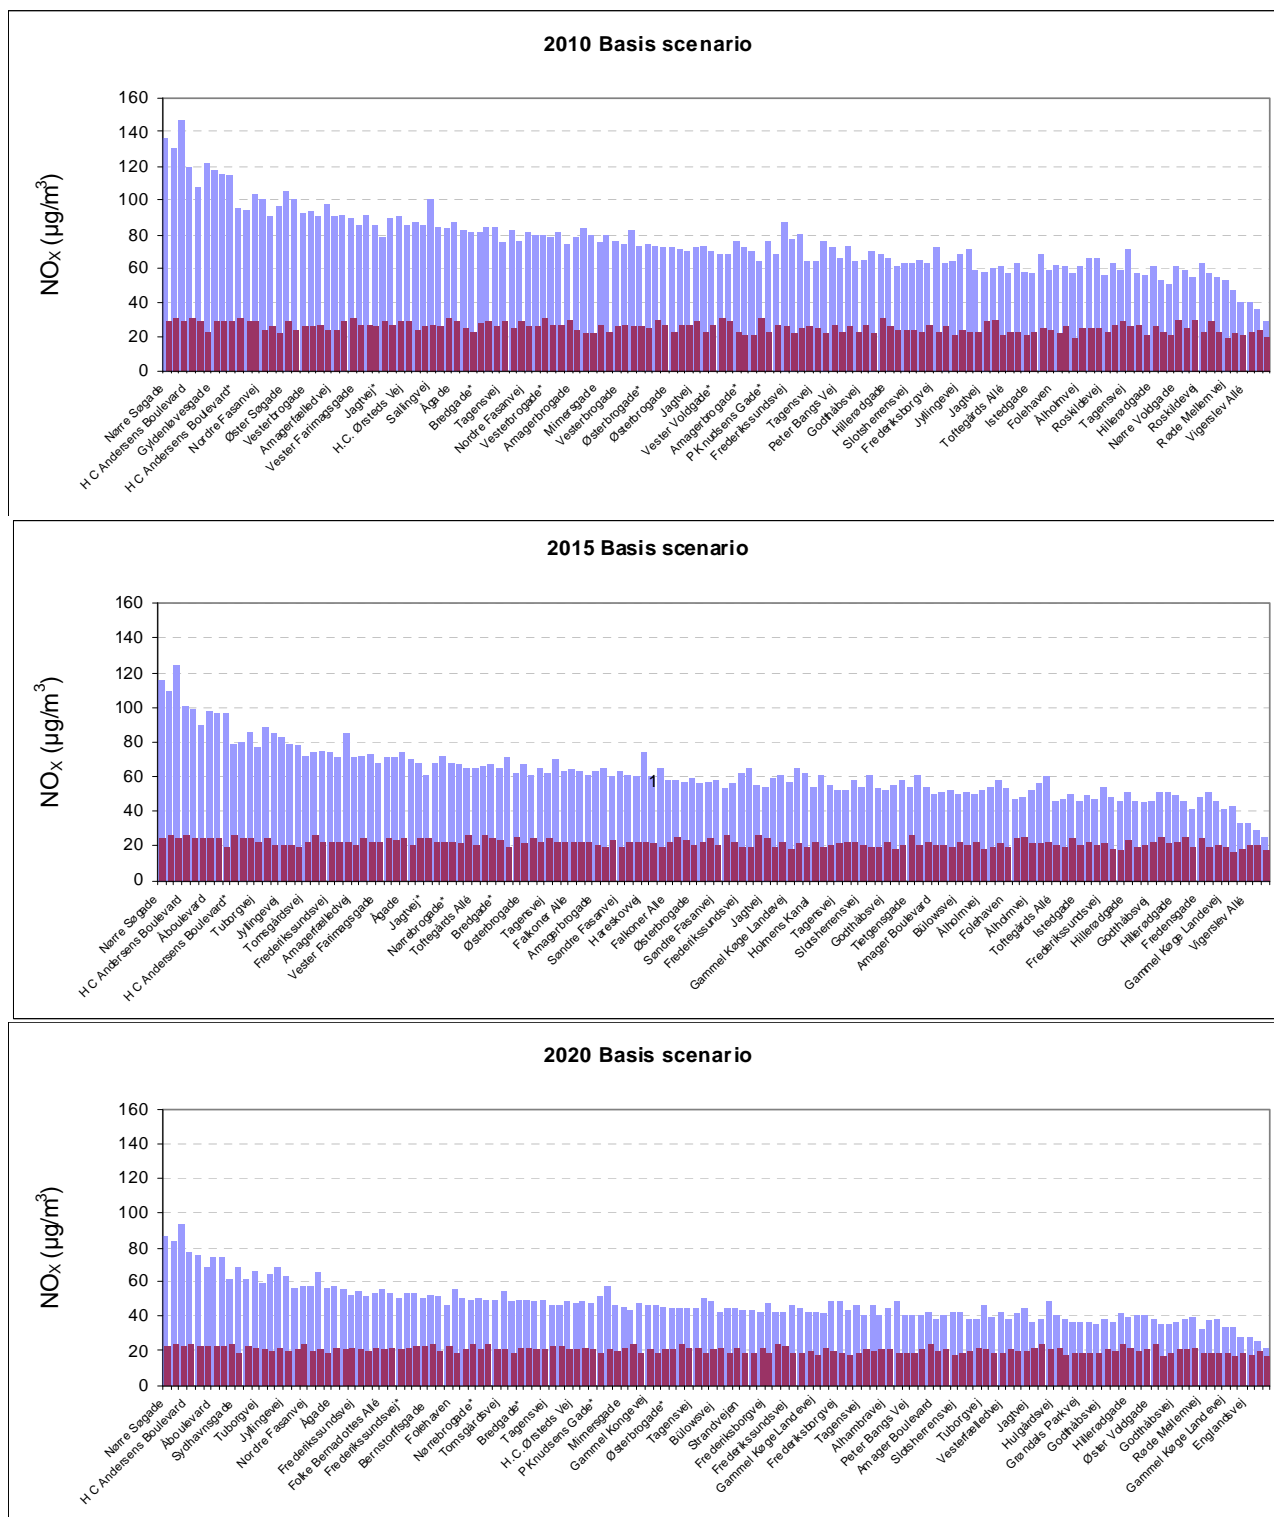 2010 Basis scenario
NOX (µg/m3)
160
140
120
100
80
60
40
20
0
Nørre Søgade
H C Andersens Boulevard
Gyldenløvesgade
H C Andersens Boulevard*
Nordre Fasanvej
Øster Søgade
Vesterbrogade
Amagerfælledvej
Vester Farimagsgade
Jagtvej*
H.C. Ørsteds Vej
Sallingvej
Ågade
Bredgade*
Tagensvej
Nordre Fasanvej
Vesterbrogade*
Amagerbrogade
Mimersgade
Vesterbrogade
Østerbrogade*
Østerbrogade
Jagtvej
Vester Voldgade*
Amagerbrogade*
P Knudsens Gade*
Frederikssundsvej
Tagensvej
Peter Bangs Vej
Godthåbsvej
Hillerødgade
Slotsherrensvej
Frederiksborgvej
Jyllingevej
Jagtvej
Toftegårds Allé
Istedgade
Folehaven
Ålholmvej
Roskildevej
Tagensvej
Hillerødgade
Nørre Voldgade
Roskildevej
Røde Mellemvej
Vigerslev Allé
2015 Basis scenario
NOX (µg/m3)
160
140
120
100
80
60
40
20
0
1
Nørre Søgade
H C Andersens Boulevard
Åboulevard
H C Andersens Boulevard*
Tuborgvej
Jyllingevej
Tomsgårdsvej
Frederikssundsvej
Amagerfælledvej
Vester Farimagsgade
Ågade
Jagtvej*
Nørrebrogade*
Toftegårds Allé
Bredgade*
Østerbrogade
Tagensvej
Falkoner Alle
Amagerbrogade
Søndre Fasanvej
Hareskovvej
Falkoner Alle
Østerbrogade
Søndre Fasanvej
Frederikssundsvej
Jagtvej
Gammel Køge Landevej
Holmens Kanal
Tagensvej
Slotsherrensvej
Godthåbsvej
Tietgensgade
Amager Boulevard
Bülowsvej
Ålholmvej
Folehaven
Ålholmvej
Toftegårds Allé
Istedgade
Frederikssundsvej
Hillerødgade
Godthåbsvej
Hillerødgade
Fredensgade
Gammel Køge Landevej
Vigerslev Allé
2020 Basis scenario
NOX (µg/m3)
160
140
120
100
80
60
40
20
0
Nørre Søgade
H C Andersens Boulevard
Åboulevard
Sydhavnsgade
Tuborgvej
Jyllingevej
Nordre Fasanvej
Ågade
Frederikssundsvej
Folke Bernadottes Allé
Frederikssundsvej*
Bernstorffsgade
Folehaven
Nørrebrogade*
Tomsgårdsvej
Bredgade*
Tagensvej
H.C. Ørsteds Vej
P Knudsens Gade*
Mimersgade
Gammel Kongevej
Østerbrogade*
Tagensvej
Bülowsvej
Strandvejen
Frederiksborgvej
Frederikssundsvej
Gammel Køge Landevej
Frederiksborgvej
Tagensvej
Alhambravej
Peter Bangs Vej
Amager Boulevard
Slotsherrensvej
Tuborgvej
Vesterfælledvej
Jagtvej
Hulgårdsvej
Grøndals Parkvej
Godthåbsvej
Hillerødgade
Øster Voldgade
Godthåbsvej
Røde Mellemvej
Gammel Køge Landevej
Englandsvej